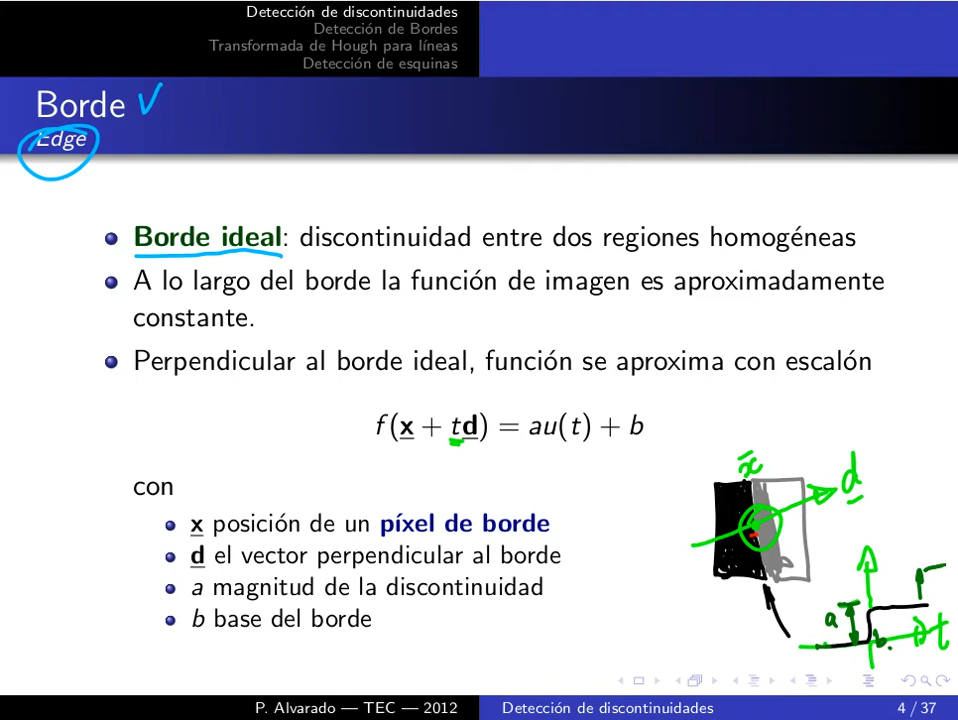 Detección de discontinuidades
Detección de Bordes
Transformada de Hough para líneas
Detección de esquinas
Borde
Edge
Borde ideal: discontinuidad entre dos regiones homogéneas
A lo largo del borde la función de imagen es aproximadamente
constante.
Perpendicular al borde ideal, función se aproxima con escalón
f(x + td) = au(t) + b
con
x posición de un píxel de borde
d el vector perpendicular al borde
a magnitud de la discontinuidad
b base del borde
x
d
a
b
t
P. Alvarado — TEC — 2012 Detección de discontinuidades 4 / 37